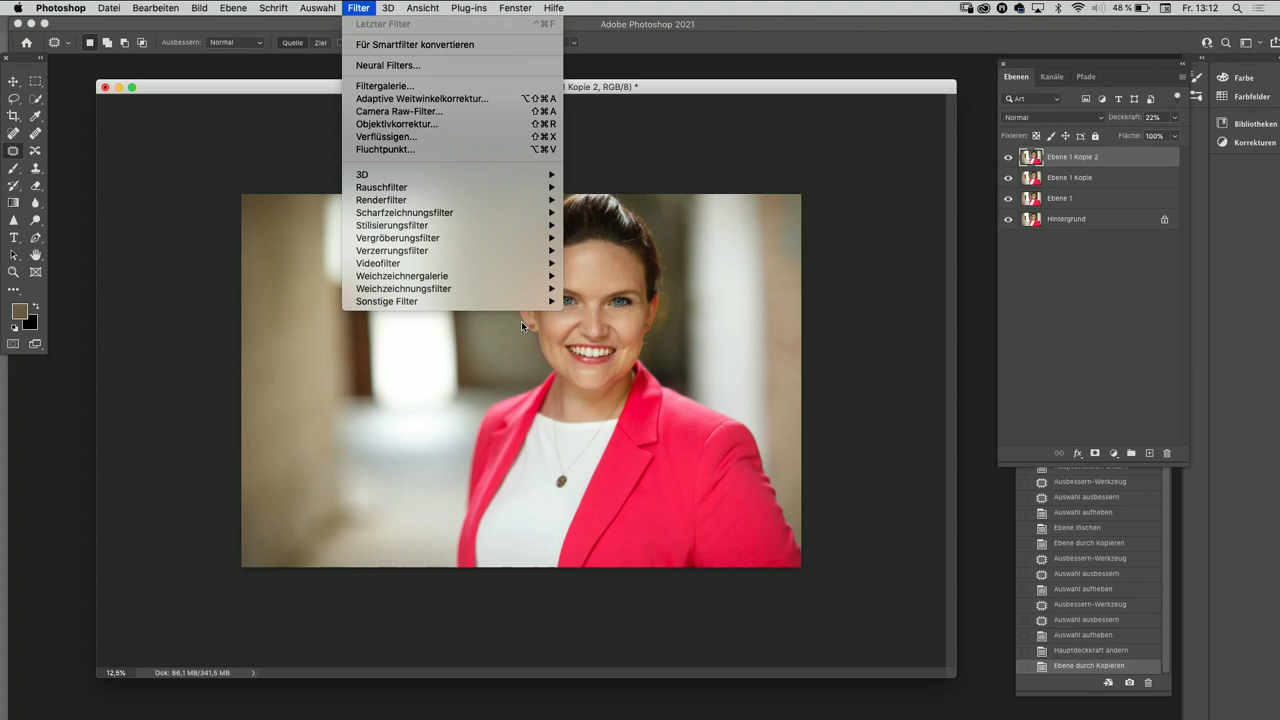 Photoshop Datei Bearbeiten Bild Ebene Schrift Auswahl Filter 3D Ansicht Plug-ins Fenster Hilfe 48 % Fr. 13:12
Adobe Photoshop 2021
Ausbessern: Normal Quelle Ziel
Letzter Filter ^⌘F
Für Smartfilter konvertieren
Neural Filters...
Filtergalerie...
Adaptive Weitwinkelkorrektur... ⌥⇧⌘A
Camera Raw-Filter... ⇧⌘A
Objektivkorrektur... ⇧⌘R
Verflüssigen... ⇧⌘X
Fluchtpunkt... ⌥⌘V
3D
Rauschfilter
Renderfilter
Scharfzeichnungsfilter
Stilisierungsfilter
Vergröberungsfilter
Verzerrungsfilter
Videofilter
Weichzeichnergalerie
Weichzeichnungsfilter
Sonstige Filter
1 Kopie 2, RGB/8) *
12,5% Dok: 86,1 MB/341,5 MB
Ebenen Kanäle Pfade
Art
Normal Deckkraft: 22%
Fixieren: Fläche: 100%
Ebene 1 Kopie 2
Ebene 1 Kopie
Ebene 1
Hintergrund
fx
Hauptdeckkraft ändern
Ausbessern-Werkzeug
Auswahl ausbessern
Auswahl aufheben
Ebene löschen
Ebene durch Kopieren
Ausbessern-Werkzeug
Auswahl ausbessern
Auswahl aufheben
Ausbessern-Werkzeug
Auswahl ausbessern
Auswahl aufheben
Hauptdeckkraft ändern
Ebene durch Kopieren
Farbe
Farbfelder
Bibliotheken
Korrekturen